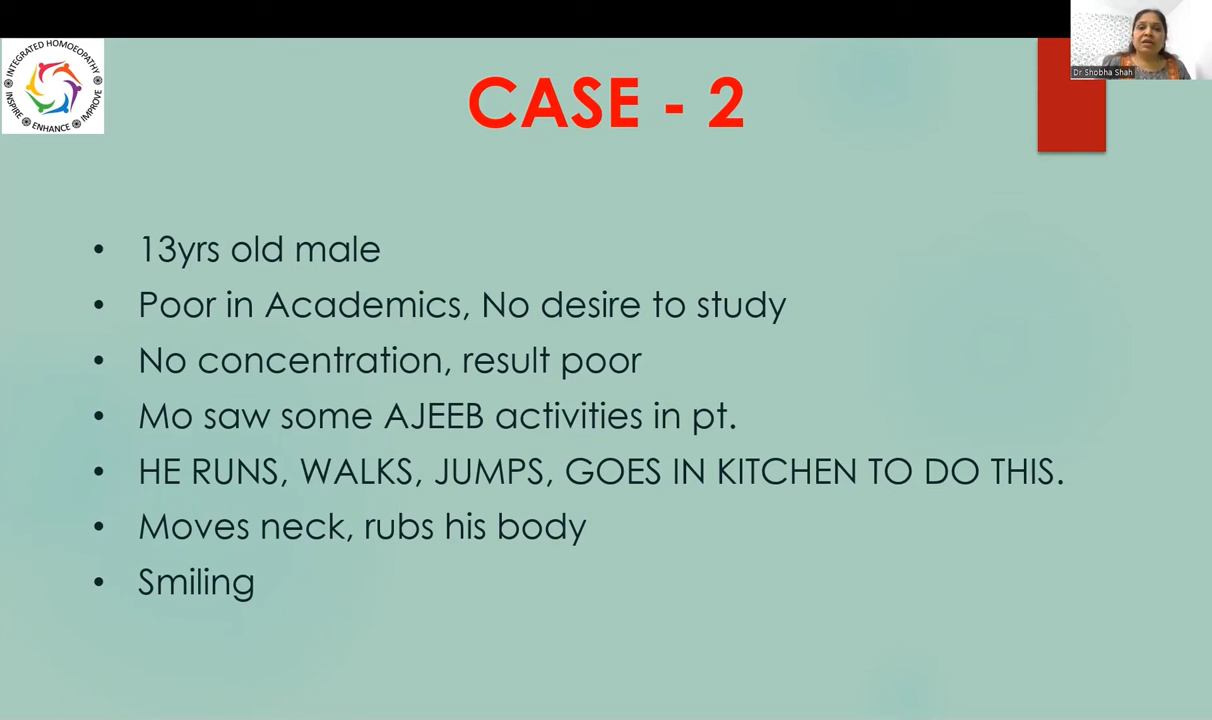 INTEGRATED HOMOEOPATHY
INSPIRE ENHANCE IMPROVE
Dr Shobha Shah
CASE - 2
• 13yrs old male
• Poor in Academics, No desire to study
• No concentration, result poor
• Mo saw some AJEEB activities in pt.
• HE RUNS, WALKS, JUMPS, GOES IN KITCHEN TO DO THIS.
• Moves neck, rubs his body
• Smiling